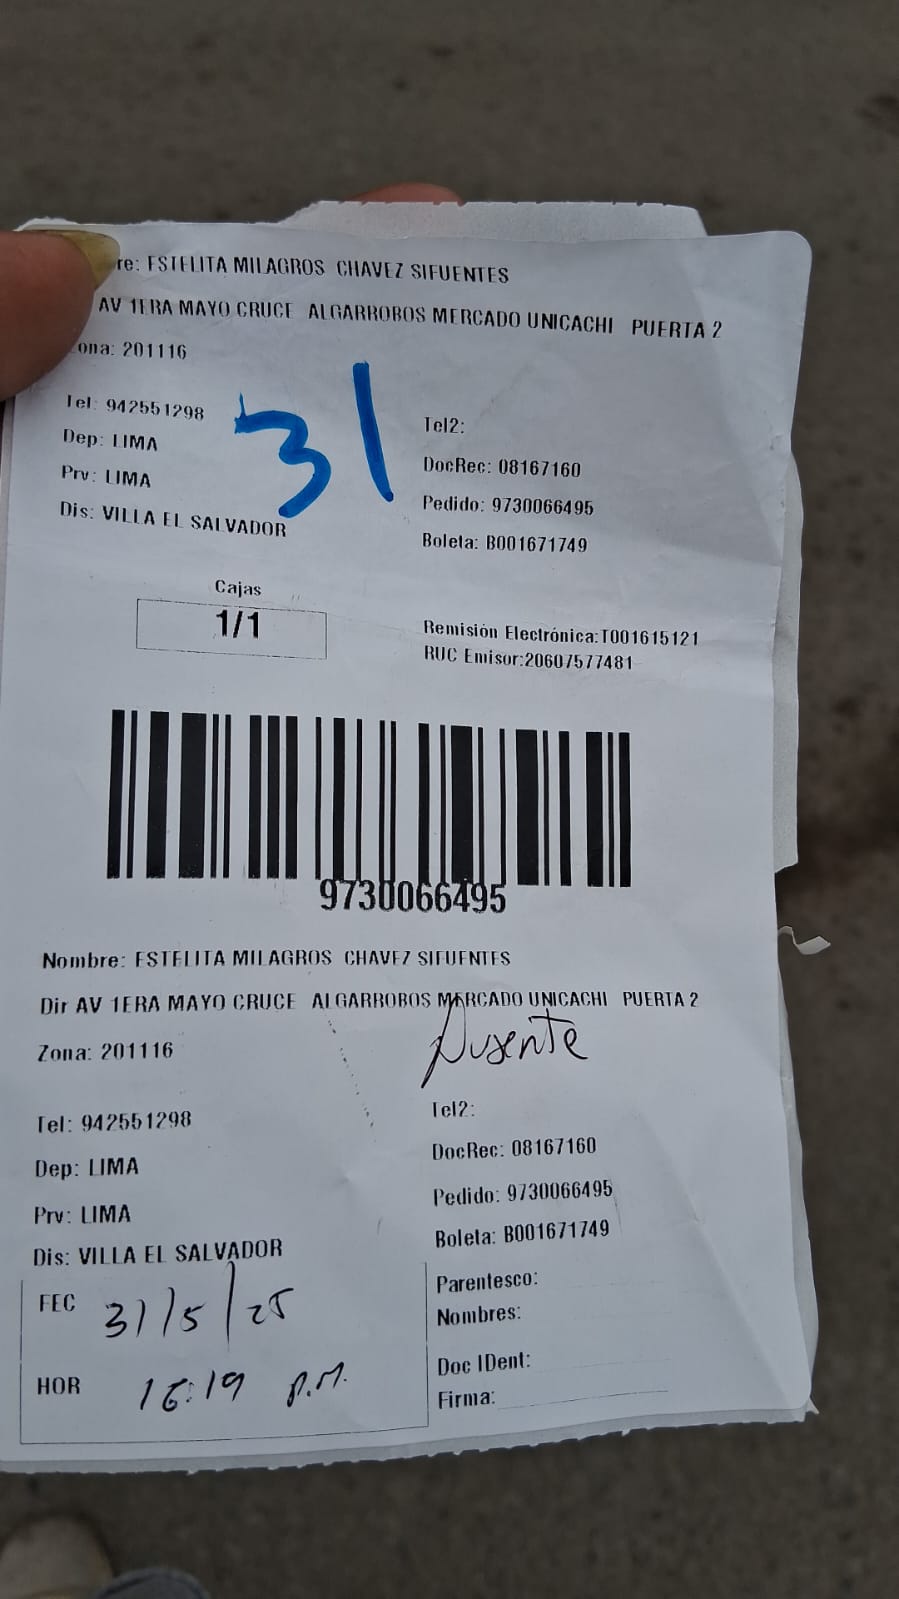 re: ESTELITA MILAGROS CHAVEZ SIFUENTES
AV 1ERA MAYO CRUCE ALGARROBOS MERCADO UNICACHI PUERTA 2
ona: 201116
31
Tel: 942551298
Tel2:
Dep: LIMA
DocRec: 08167160
Prv: LIMA
Pedido: 9730066495
Dis: VILLA EL SALVADOR
Boleta: B001671749
Cajas
1/1
Remisión Electrónica:T001615121
RUC Emisor:20607577481
9730066495
Nombre: ESTELITA MILAGROS CHAVEZ SIFUENTES
Dir AV 1ERA MAYO CRUCE ALGARROBOS MERCADO UNICACHI PUERTA 2
Ausente
Zona: 201116
Tel: 942551298
Tel2:
Dep: LIMA
DocRec: 08167160
Prv: LIMA
Pedido: 9730066495
Dis: VILLA EL SALVADOR
Boleta: B001671749
FEC 31/5/25
Parentesco:
Nombres:
HOR 16:19 P.M.
Doc IDent:
Firma: